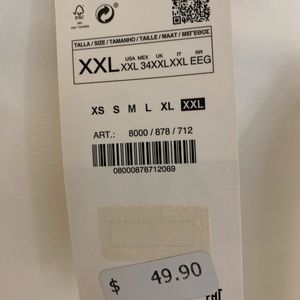 FSC
TALLA / SIZE / TAMANHO / TAILLE / MAAT / ΜΕΓΕΘΟΣ
USA MEX UK IT RR
XXL XXL 34XXL XXL EEG
XS S M L XL XXL
ART.: 8000 / 878 / 712
08000878712069
$ 49.90